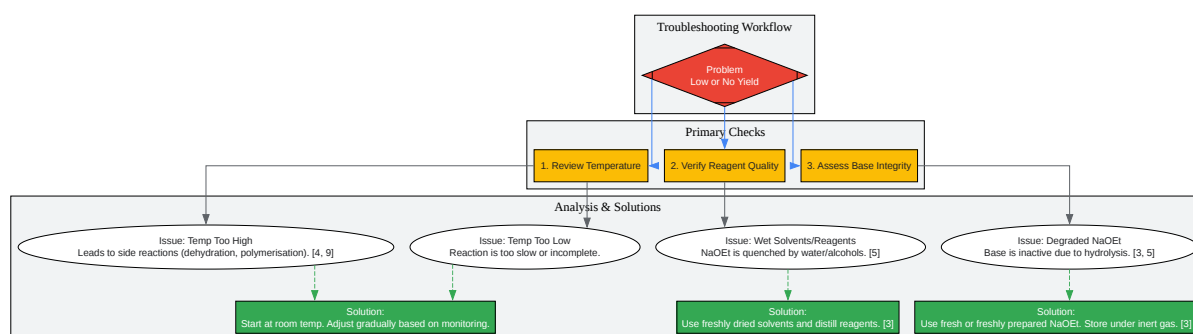 Troubleshooting Workflow
Problem
Low or No Yield
Primary Checks
1. Review Temperature
2. Verify Reagent Quality
3. Assess Base Integrity
Analysis & Solutions
Issue: Temp Too High
Leads to side reactions (dehydration, polymerisation). [4, 9]
Issue: Temp Too Low
Reaction is too slow or incomplete.
Issue: Wet Solvents/Reagents
NaOEt is quenched by water/alcohols. [5]
Issue: Degraded NaOEt
Base is inactive due to hydrolysis. [3, 5]
Solution:
Start at room temp. Adjust gradually based on monitoring.
Solution:
Use freshly dried solvents and distill reagents. [3]
Solution:
Use fresh or freshly prepared NaOEt. Store under inert gas. [3]